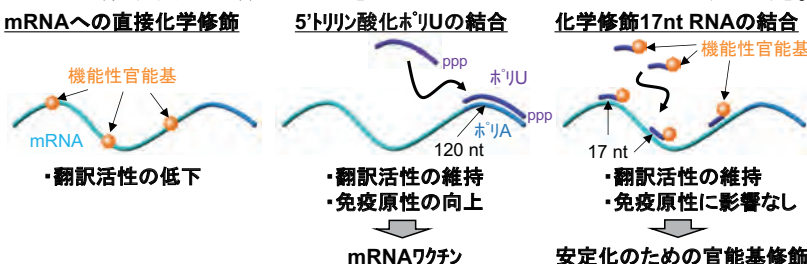 mRNAへの直接化学修飾
機能性官能基
mRNA
・翻訳活性の低下
5'トリリン酸化ポリUの結合
ppp
ポリU
ppp
ポリA
120 nt
・翻訳活性の維持
・免疫原性の向上
mRNAワクチン
化学修飾17nt RNAの結合
機能性官能基
17 nt
・翻訳活性の維持
・免疫原性に影響なし
安定化のための官能基修飾